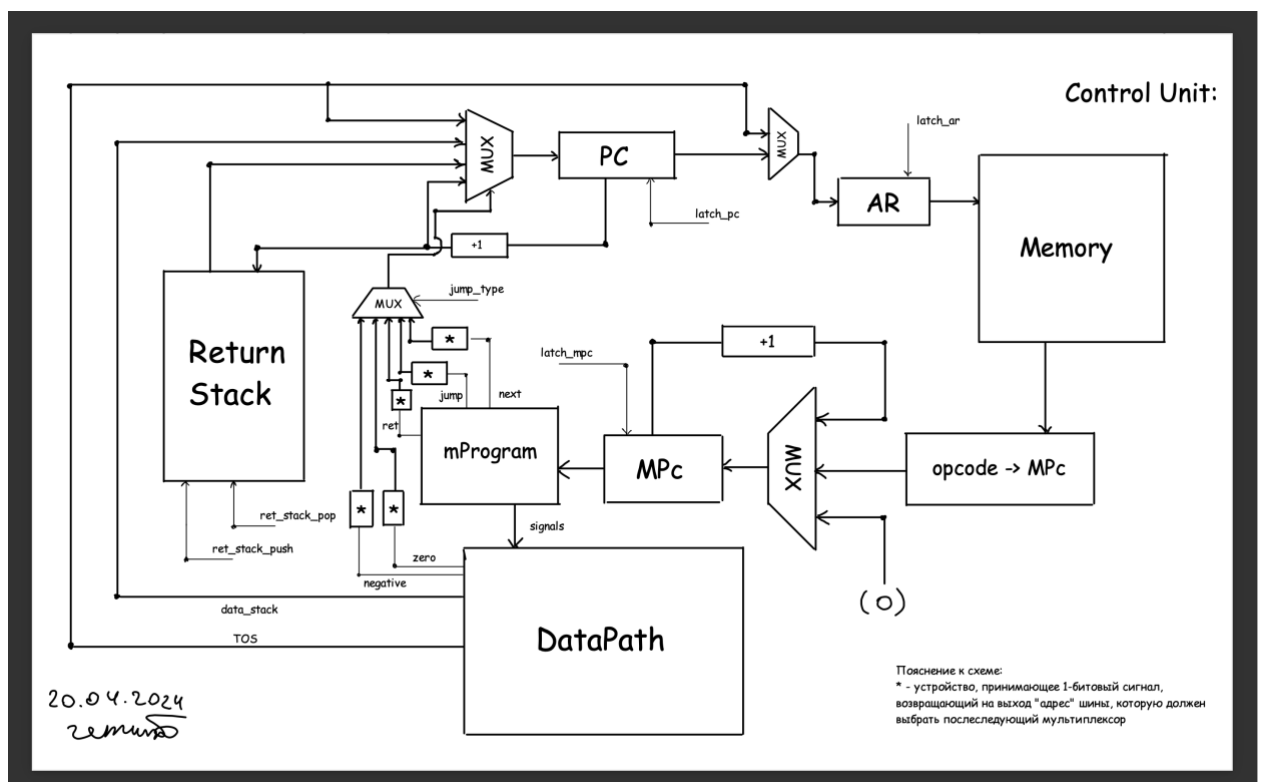 Control Unit:
MUX
PC
MUX
latch_ar
AR
latch_pc
Memory
+1
MUX
jump_type
Return
Stack
*
*
*
jump
next
ret
latch_mpc
+1
mProgram
MPc
MUX
opcode -> MPc
*
*
ret_stack_pop
ret_stack_push
signals
zero
negative
(0)
data_stack
TOS
DataPath
Пояснение к схеме:
* - устройство, принимающее 1-битовый сигнал,
возвращающий на выход "адрес" шины, которую должен
выбрать послеследующий мультиплексор
20.04.2024